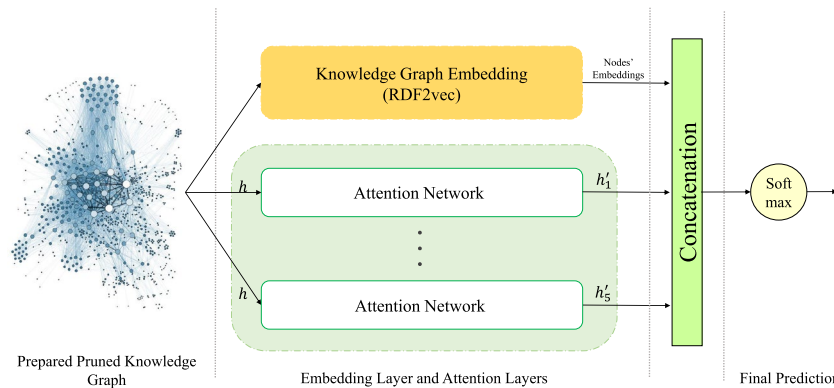 Knowledge Graph Embedding
(RDF2vec)
Nodes'
Embeddings
h
Attention Network
h′1
Concatenation
Soft
max
h
Attention Network
h′5
Prepared Pruned Knowledge
Graph
Embedding Layer and Attention Layers
Final Prediction